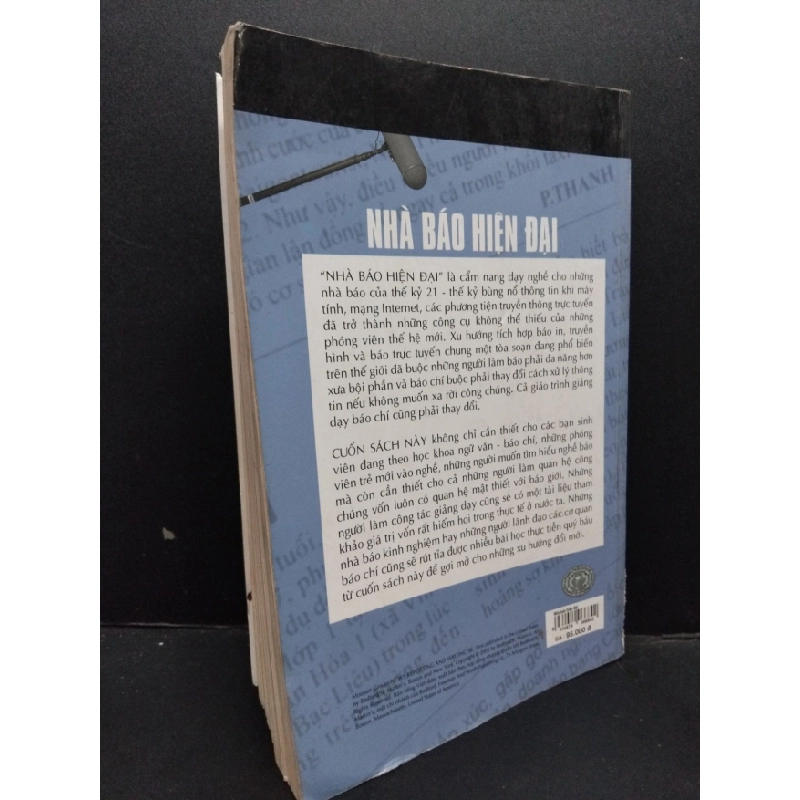 P.THANH
NHÀ BÁO HIỆN ĐẠI
"NHÀ BÁO HIỆN ĐẠI" là cẩm nang dạy nghề cho những
nhà báo của thế kỷ 21 - thế kỷ bùng nổ thông tin khi máy
tính, mạng Internet, các phương tiện truyền thông trực tuyến
đã trở thành những công cụ không thể thiếu của những
phóng viên thế hệ mới. Xu hướng tích hợp báo in, truyền
hình và báo trực tuyến chung một tòa soạn đang phổ biến
trên thế giới đã buộc những người làm báo phải đa năng hơn
xưa bội phần và báo chí buộc phải thay đổi cách xử lý thông
tin nếu không muốn xa rời công chúng. Cả giáo trình giảng
dạy báo chí cũng phải thay đổi.
CUỐN SÁCH NÀY không chỉ cần thiết cho các bạn sinh
viên đang theo học khoa ngữ văn - báo chí, những phóng
viên trẻ mới vào nghề, những người muốn tìm hiểu nghề báo
mà còn cần thiết cho cả những người làm quan hệ công
chúng vốn luôn có quan hệ mật thiết với báo giới. Những
người làm công tác giảng dạy cũng sẽ có một tài liệu tham
khảo giá trị vốn rất hiếm hoi trong thực tế ở nước ta. Những
nhà báo kinh nghiệm hay những người lãnh đạo các cơ quan
báo chí cũng sẽ rút tỉa được nhiều bài học thực tiễn quý báu
từ cuốn sách này để gợi mở cho những xu hướng đổi mới.
95.000 đ